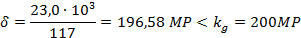 δ = 23,0 · 10³ / 117 = 196,58 MP < k_g = 200MP